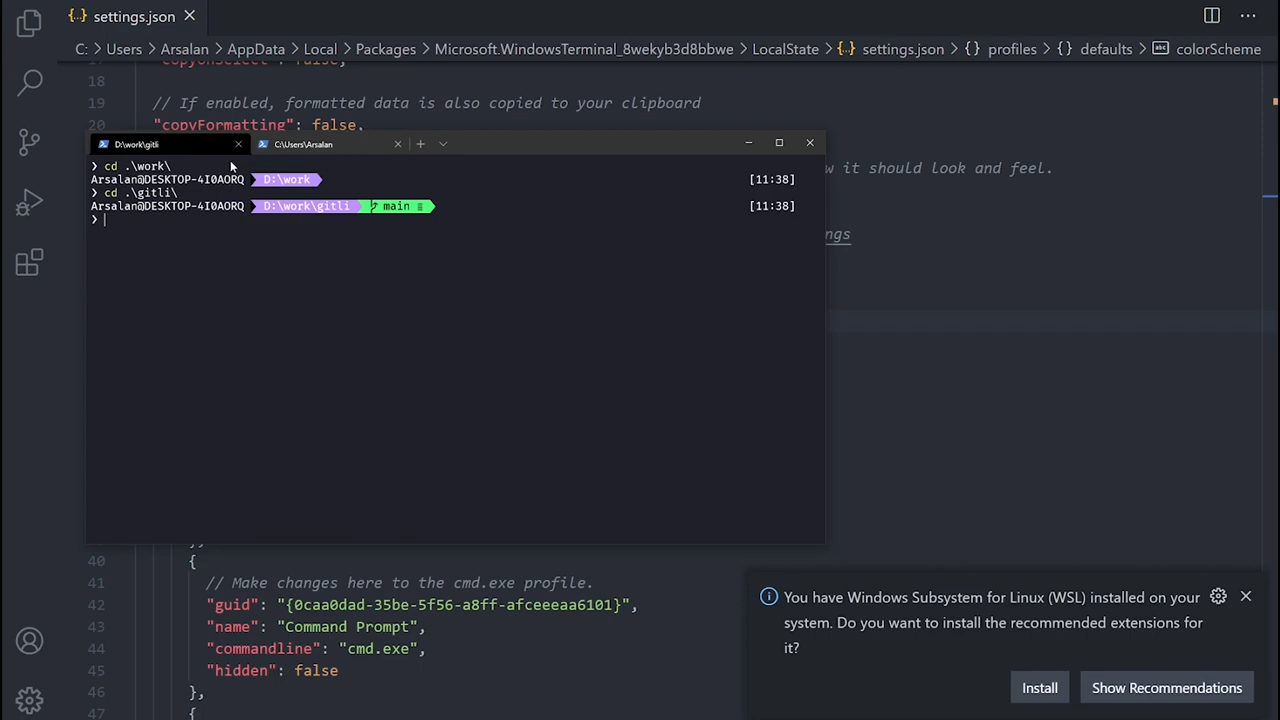 settings.json
C: > Users > Arsalan > AppData > Local > Packages > Microsoft.WindowsTerminal_8wekyb3d8bbwe > LocalState > settings.json > {} profiles > {} defaults > abc colorScheme
17 "copyOnSelect": false,
18
19 // If enabled, formatted data is also copied to your clipboard
20 "copyFormatting": false,
D:\work\gitli
C:\Users\Arsalan
❯ cd .\work\
Arsalan@DESKTOP-4I0AORQ D:\work [11:38]
❯ cd .\gitli\
Arsalan@DESKTOP-4I0AORQ D:\work\gitli main ≡ [11:38]
❯
w it should look and feel.
ngs
40 {
41 // Make changes here to the cmd.exe profile.
42 "guid": "{0caa0dad-35be-5f56-a8ff-afceeeaa6101}",
43 "name": "Command Prompt",
44 "commandline": "cmd.exe",
45 "hidden": false
46 },
47 {
You have Windows Subsystem for Linux (WSL) installed on your
system. Do you want to install the recommended extensions for
it?
Install
Show Recommendations